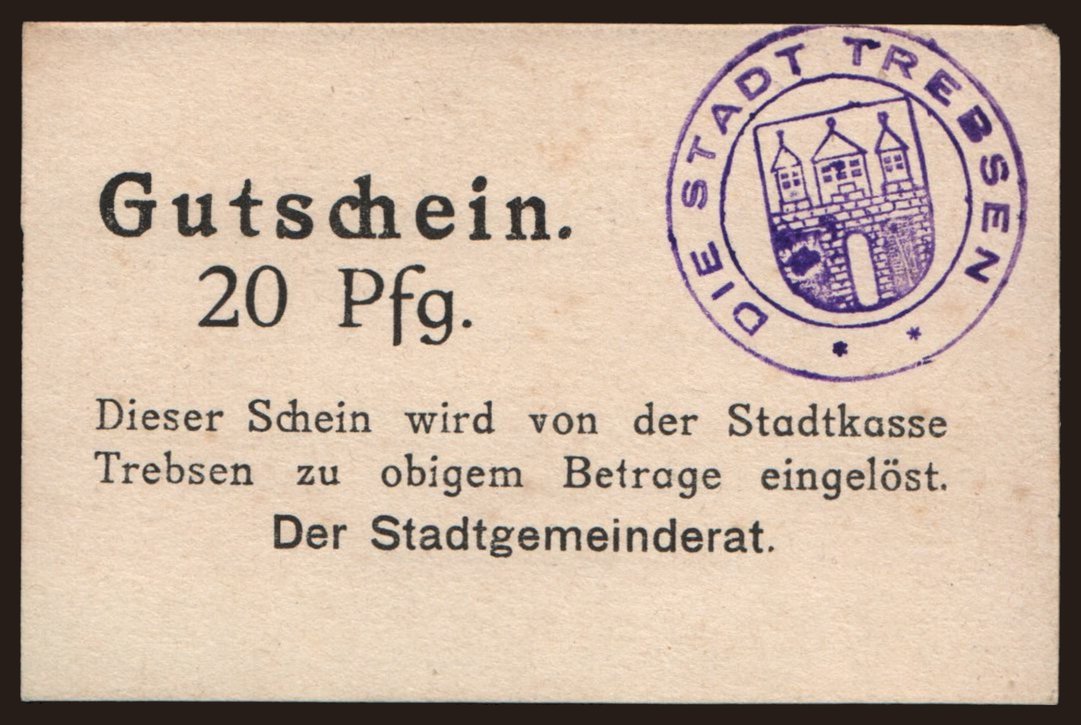 DIE STADT TREBSEN * *
Gutschein.
20 Pfg.
Dieser Schein wird von der Stadtkasse
Trebsen zu obigem Betrage eingelöst.
Der Stadtgemeinderat.